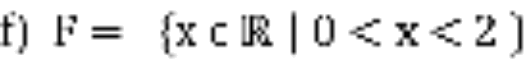 f) F = {x ⊂ ℝ | 0 < x < 2 }